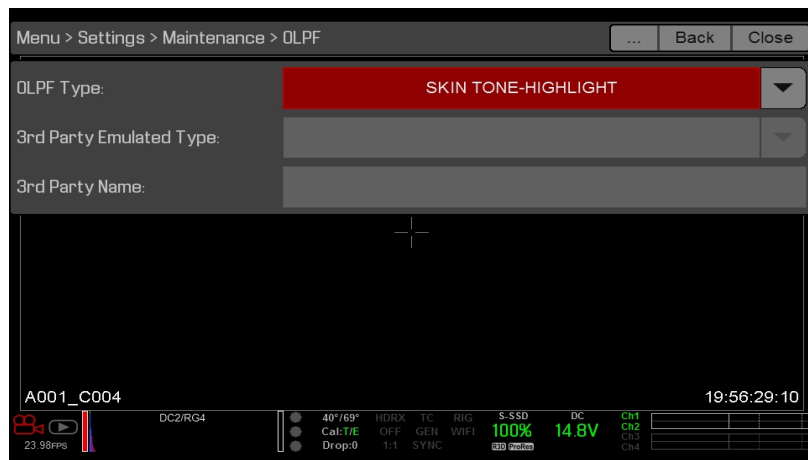 Menu > Settings > Maintenance > OLPF
... Back Close
OLPF Type: SKIN TONE-HIGHLIGHT
3rd Party Emulated Type:
3rd Party Name:
A001_C004 19:56:29:10
DC2/RG4 40°/69° HDRX TC RIG S-SSD DC Ch1
Cal:T/E OFF GEN WIFI 100% 14.8V Ch2
23.98FPS Drop:0 1:1 SYNC R3D ProRes Ch3
Ch4